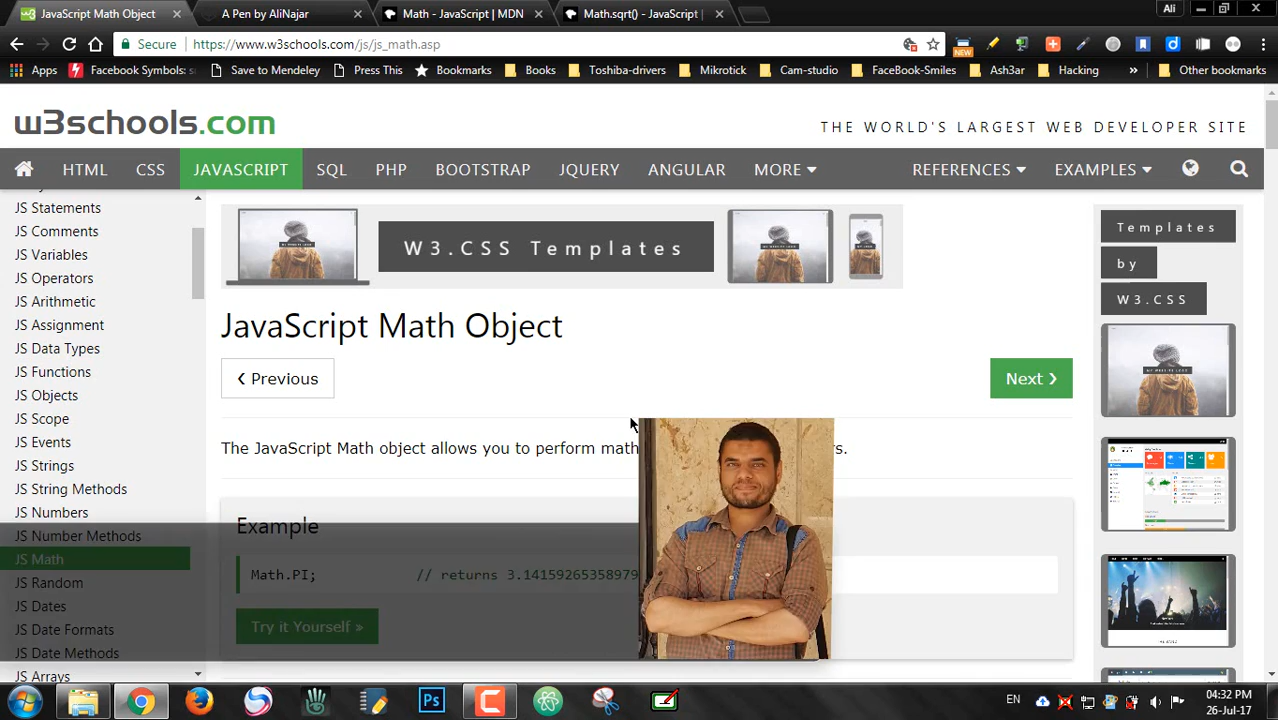 JavaScript Math Object
A Pen by AliNajar
Math - JavaScript | MDN
Math.sqrt() - JavaScript |
Ali
Secure
https://www.w3schools.com/js/js_math.asp
NEW
Apps
Facebook Symbols: s
Save to Mendeley
Press This
Bookmarks
Books
Toshiba-drivers
Mikrotick
Cam-studio
FaceBook-Smiles
Ash3ar
Hacking
»
Other bookmarks
w3schools.com
THE WORLD'S LARGEST WEB DEVELOPER SITE
HTML
CSS
JAVASCRIPT
SQL
PHP
BOOTSTRAP
JQUERY
ANGULAR
MORE
REFERENCES
EXAMPLES
JS Statements
JS Comments
JS Variables
JS Operators
JS Arithmetic
JS Assignment
JS Data Types
JS Functions
JS Objects
JS Scope
JS Events
JS Strings
JS String Methods
JS Numbers
JS Number Methods
JS Math
JS Random
JS Dates
JS Date Formats
JS Date Methods
JS Arrays
W3.CSS Templates
JavaScript Math Object
❮ Previous
Next ❯
The JavaScript Math object allows you to perform math
s.
Example
Math.PI; // returns 3.14159265358979
Try it Yourself »
Templates
by
W3.CSS
Ps
EN
04:32 PM
26-Jul-17